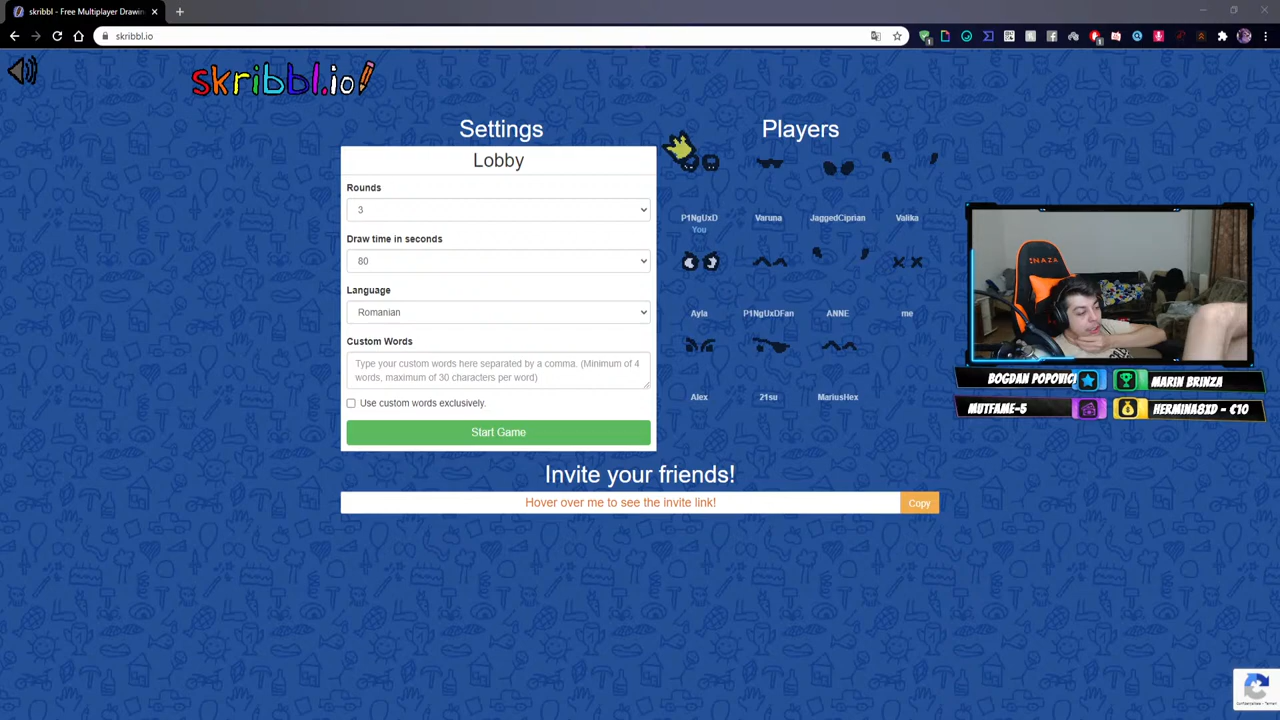 skribbl - Free Multiplayer Drawin
skribbl.io
skribbl.io
Settings
Players
Lobby
Rounds
3
Draw time in seconds
80
Language
Romanian
Custom Words
Type your custom words here separated by a comma. (Minimum of 4
words, maximum of 30 characters per word)
Use custom words exclusively.
Start Game
P1NgUxD
You
Varuna
JaggedCiprian
Valika
Ayla
P1NgUxDFan
ANNE
me
Alex
21su
MariusHex
Invite your friends!
Hover over me to see the invite link!
Copy
BOGDAN POPOVICI
MARIN BRINZA
MUTFAME-5
HERMINA8XD - €10